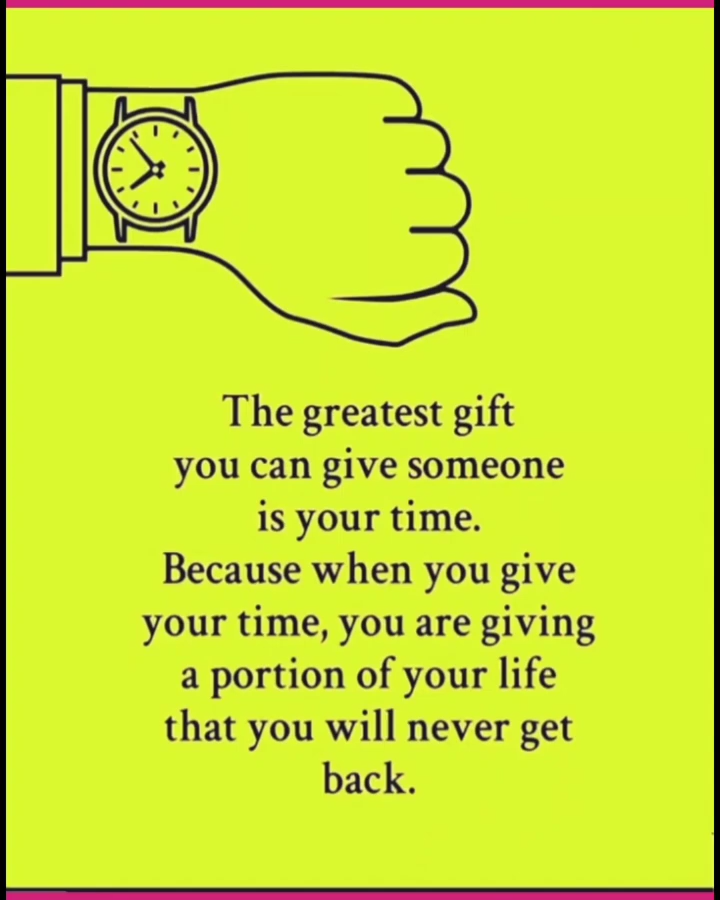 The greatest gift
you can give someone
is your time.
Because when you give
your time, you are giving
a portion of your life
that you will never get
back.